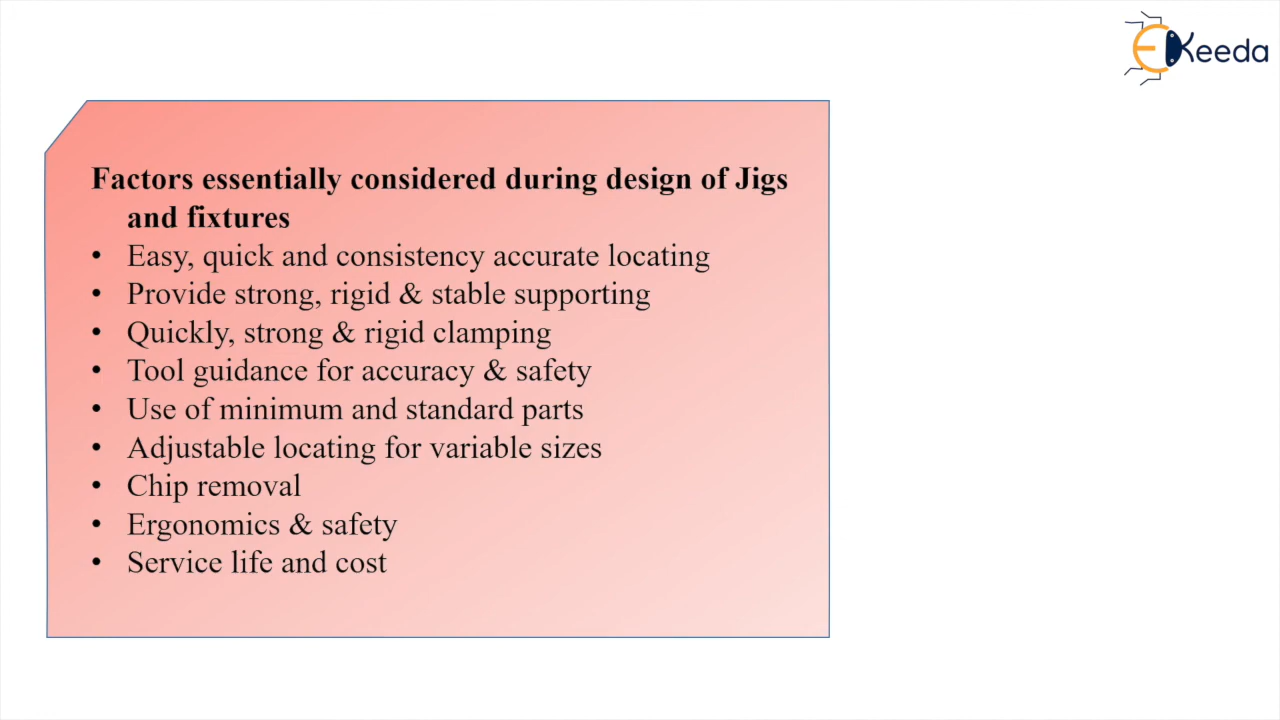 EKeeda
Factors essentially considered during design of Jigs
and fixtures
• Easy, quick and consistency accurate locating
• Provide strong, rigid & stable supporting
• Quickly, strong & rigid clamping
• Tool guidance for accuracy & safety
• Use of minimum and standard parts
• Adjustable locating for variable sizes
• Chip removal
• Ergonomics & safety
• Service life and cost